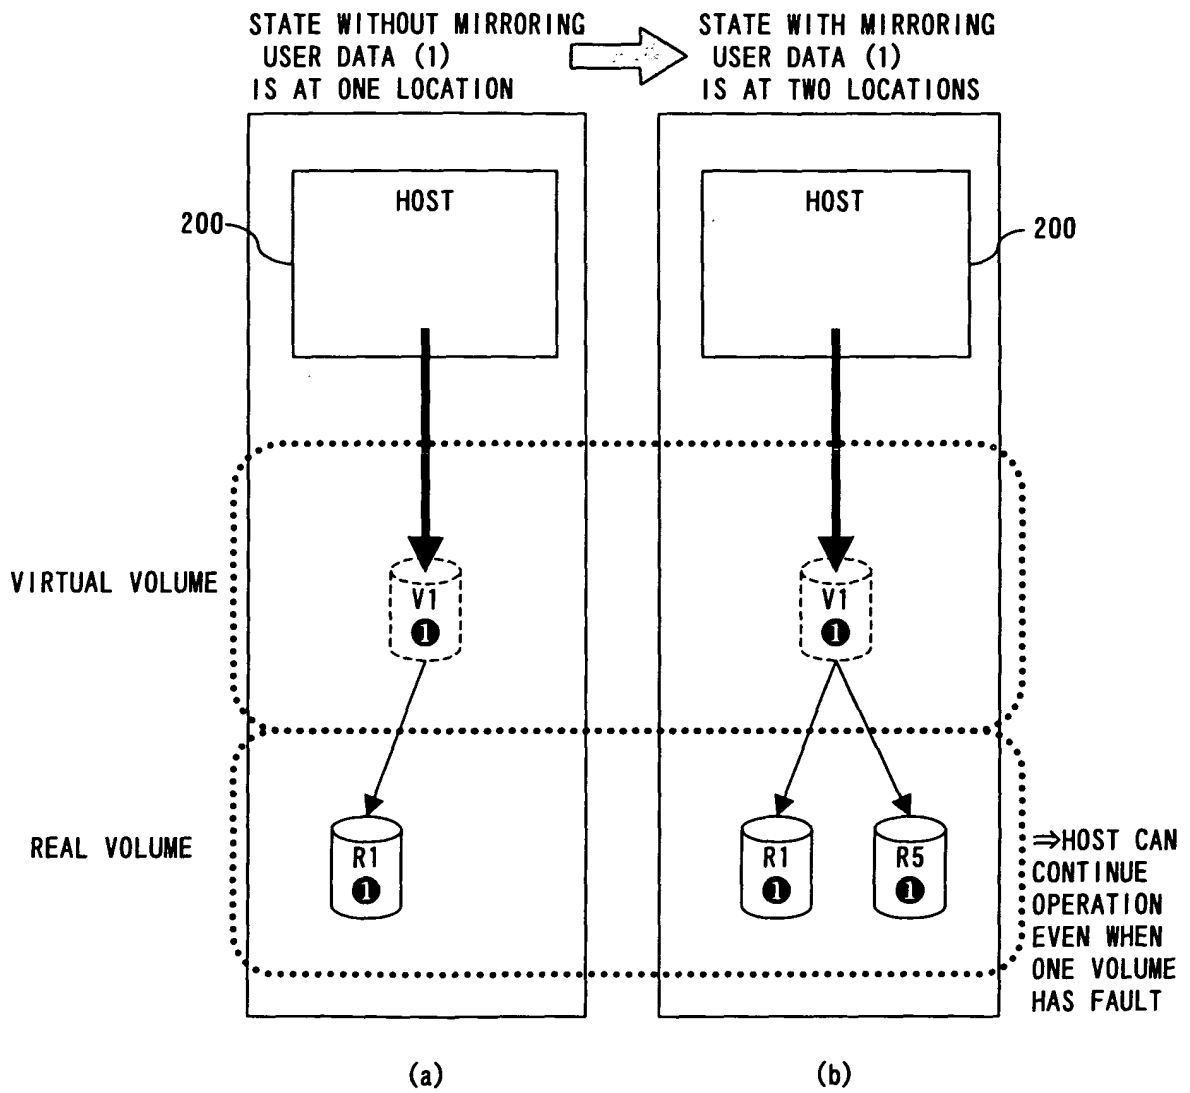 STATE WITHOUT MIRRORING
USER DATA (1)
IS AT ONE LOCATION
STATE WITH MIRRORING
USER DATA (1)
IS AT TWO LOCATIONS
HOST
HOST
200
200
VIRTUAL VOLUME
V1
1
V1
1
REAL VOLUME
R1
1
R1
1
R5
1
⇒HOST CAN
CONTINUE
OPERATION
EVEN WHEN
ONE VOLUME
HAS FAULT
(a)
(b)